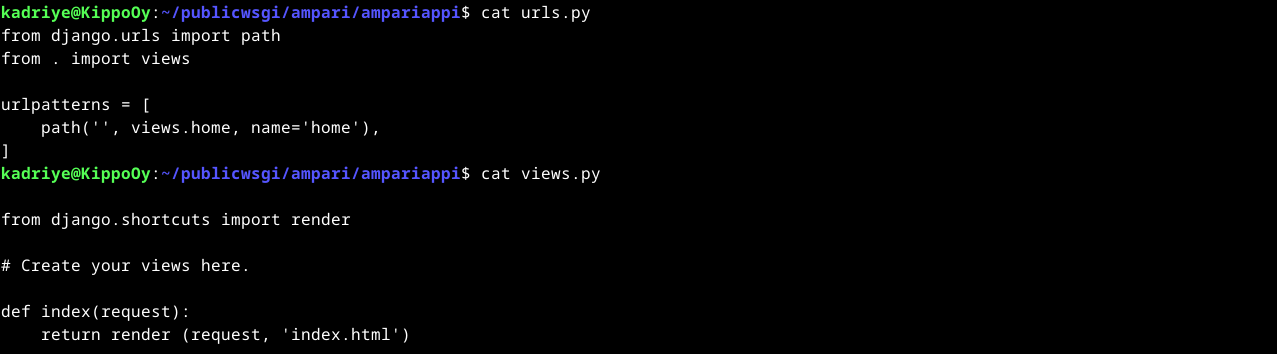 kadriye@KippoOy:~/publicwsgi/ampari/ampariappi$ cat urls.py
from django.urls import path
from . import views

urlpatterns = [
    path('', views.home, name='home'),
]
kadriye@KippoOy:~/publicwsgi/ampari/ampariappi$ cat views.py

from django.shortcuts import render

# Create your views here.

def index(request):
    return render (request, 'index.html')